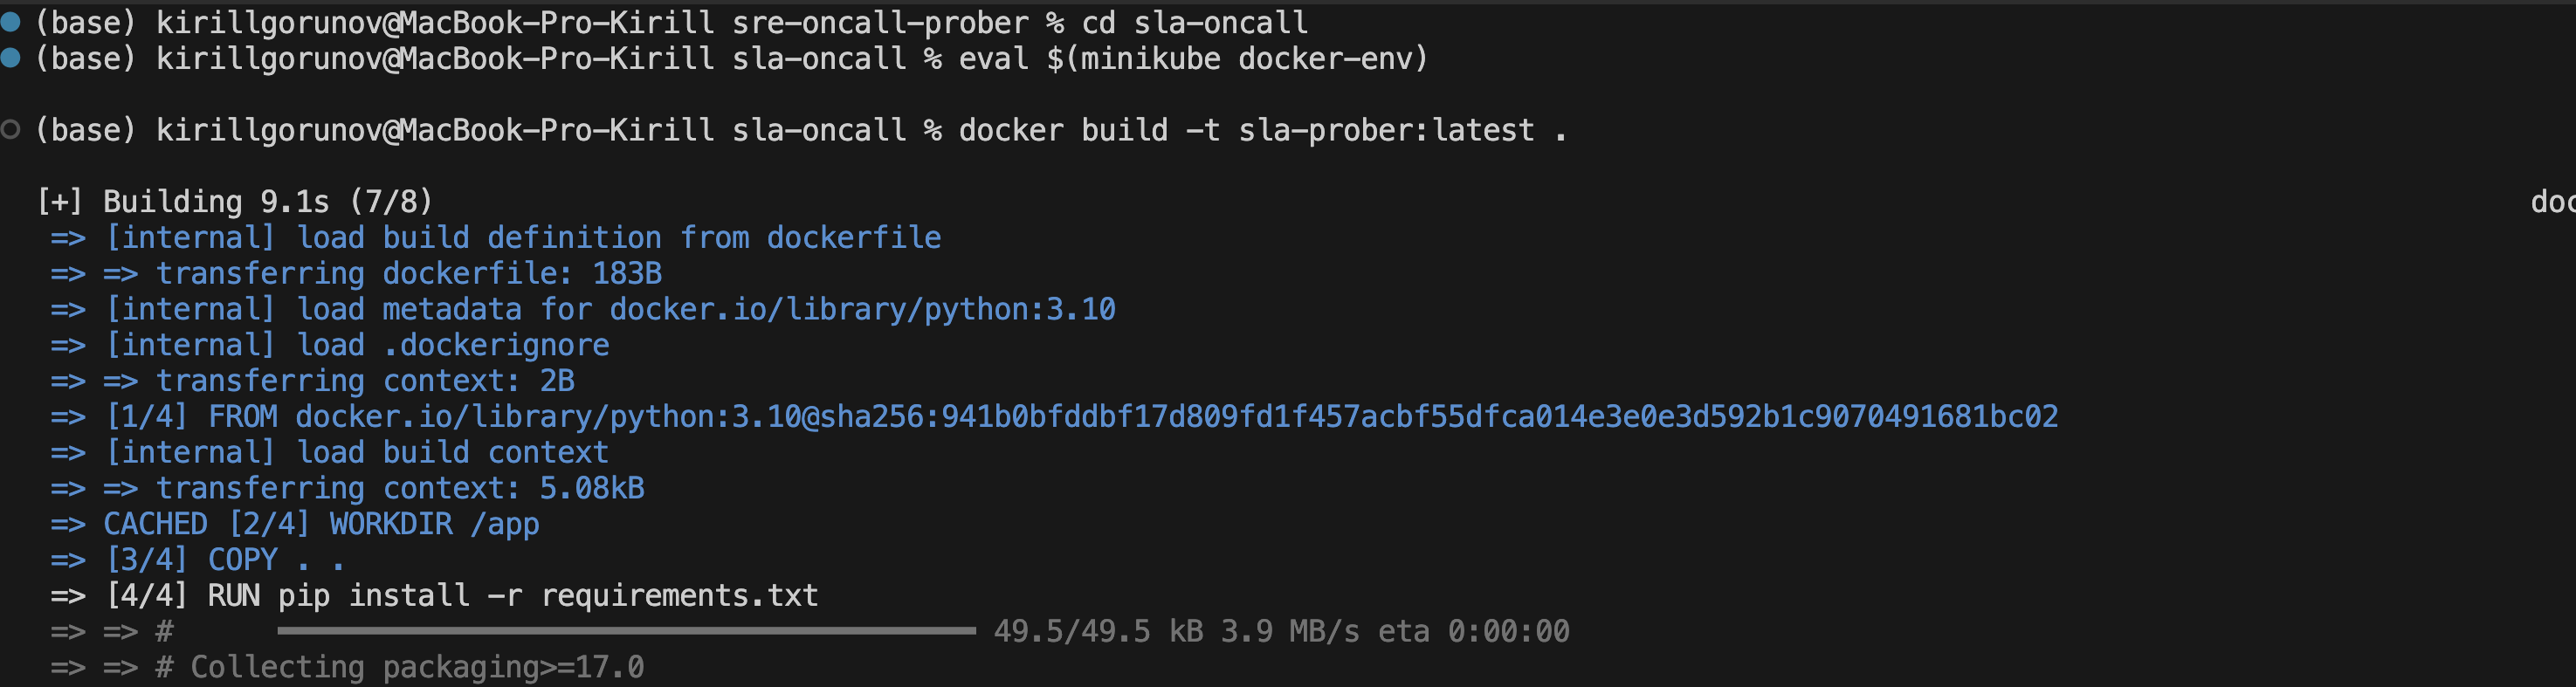 (base) kirillgorunov@MacBook-Pro-Kirill sre-oncall-prober % cd sla-oncall
(base) kirillgorunov@MacBook-Pro-Kirill sla-oncall % eval $(minikube docker-env)
(base) kirillgorunov@MacBook-Pro-Kirill sla-oncall % docker build -t sla-prober:latest .
[+] Building 9.1s (7/8) doc
=> [internal] load build definition from dockerfile
=> => transferring dockerfile: 183B
=> [internal] load metadata for docker.io/library/python:3.10
=> [internal] load .dockerignore
=> => transferring context: 2B
=> [1/4] FROM docker.io/library/python:3.10@sha256:941b0bfddbf17d809fd1f457acbf55dfca014e3e0e3d592b1c9070491681bc02
=> [internal] load build context
=> => transferring context: 5.08kB
=> CACHED [2/4] WORKDIR /app
=> [3/4] COPY . .
=> [4/4] RUN pip install -r requirements.txt
=> => # 49.5/49.5 kB 3.9 MB/s eta 0:00:00
=> => # Collecting packaging>=17.0